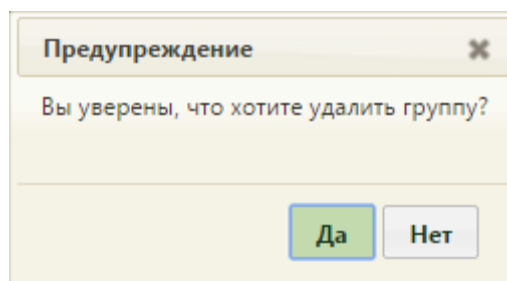 Предупреждение
Вы уверены, что хотите удалить группу?
Да Нет